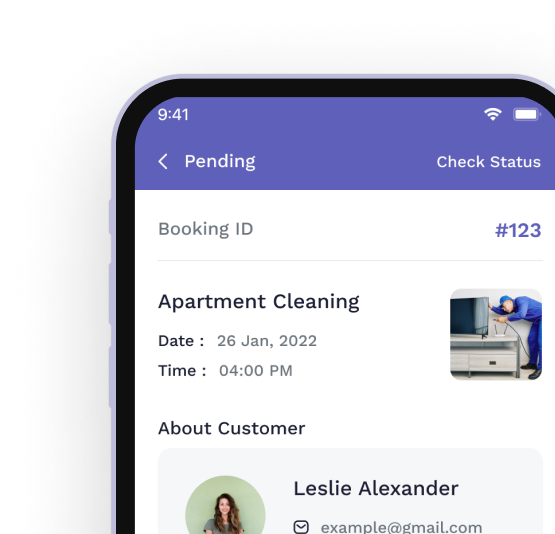 9:41
Pending Check Status
Booking ID #123
Apartment Cleaning
Date : 26 Jan, 2022
Time : 04:00 PM
About Customer
Leslie Alexander
example@gmail.com